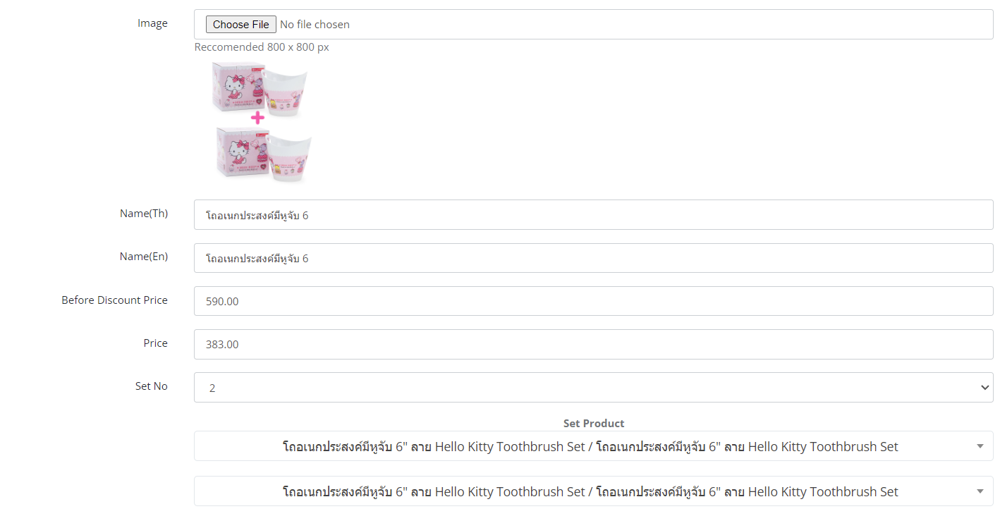 Image
Choose File No file chosen
Reccomended 800 x 800 px
Name(Th)
โถอเนกประสงค์มีหูจับ 6
Name(En)
โถอเนกประสงค์มีหูจับ 6
Before Discount Price
590.00
Price
383.00
Set No
2
Set Product
โถอเนกประสงค์มีหูจับ 6" ลาย Hello Kitty Toothbrush Set / โถอเนกประสงค์มีหูจับ 6" ลาย Hello Kitty Toothbrush Set
โถอเนกประสงค์มีหูจับ 6" ลาย Hello Kitty Toothbrush Set / โถอเนกประสงค์มีหูจับ 6" ลาย Hello Kitty Toothbrush Set